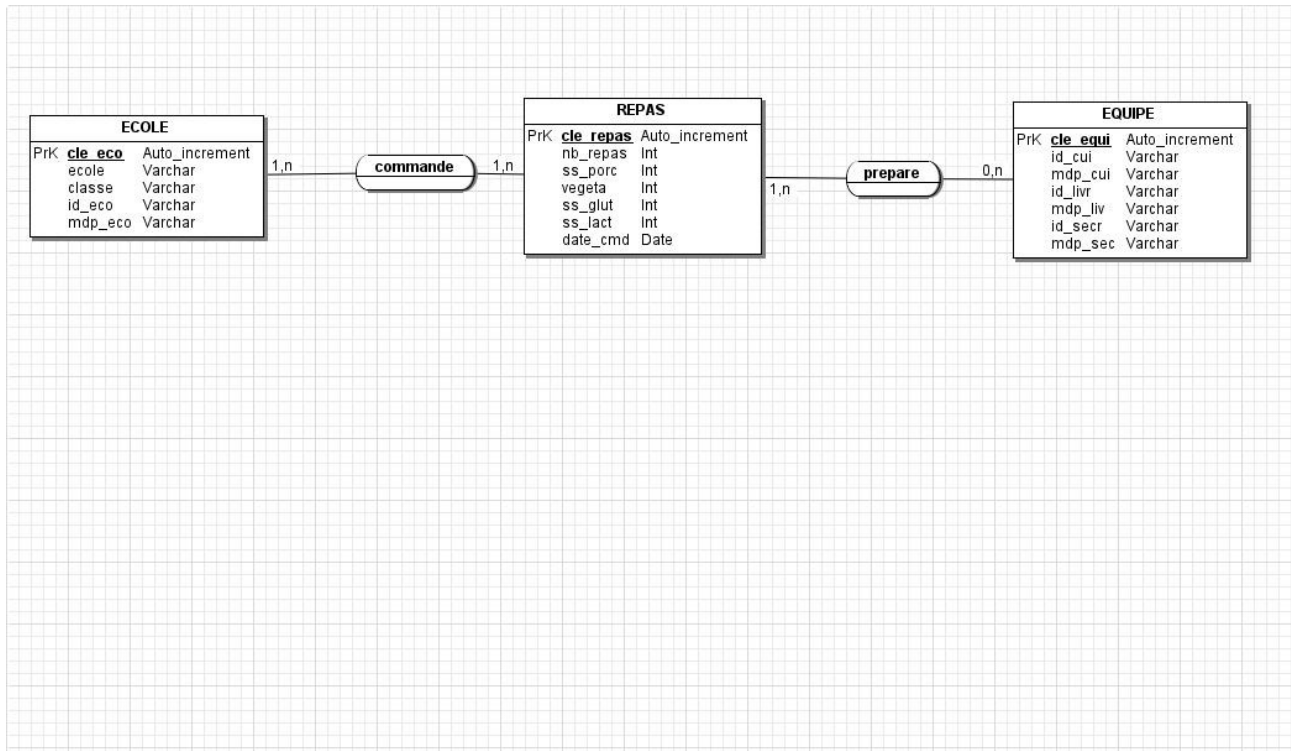 ECOLE
PrK cle_eco Auto_increment
ecole Varchar
classe Varchar
id_eco Varchar
mdp_eco Varchar
1,n
commande
1,n
REPAS
PrK cle_repas Auto_increment
nb_repas Int
ss_porc Int
vegeta Int
ss_glut Int
ss_lact Int
date_cmd Date
1,n
prepare
0,n
EQUIPE
PrK cle_equi Auto_increment
id_cui Varchar
mdp_cui Varchar
id_livr Varchar
mdp_liv Varchar
id_secr Varchar
mdp_sec Varchar